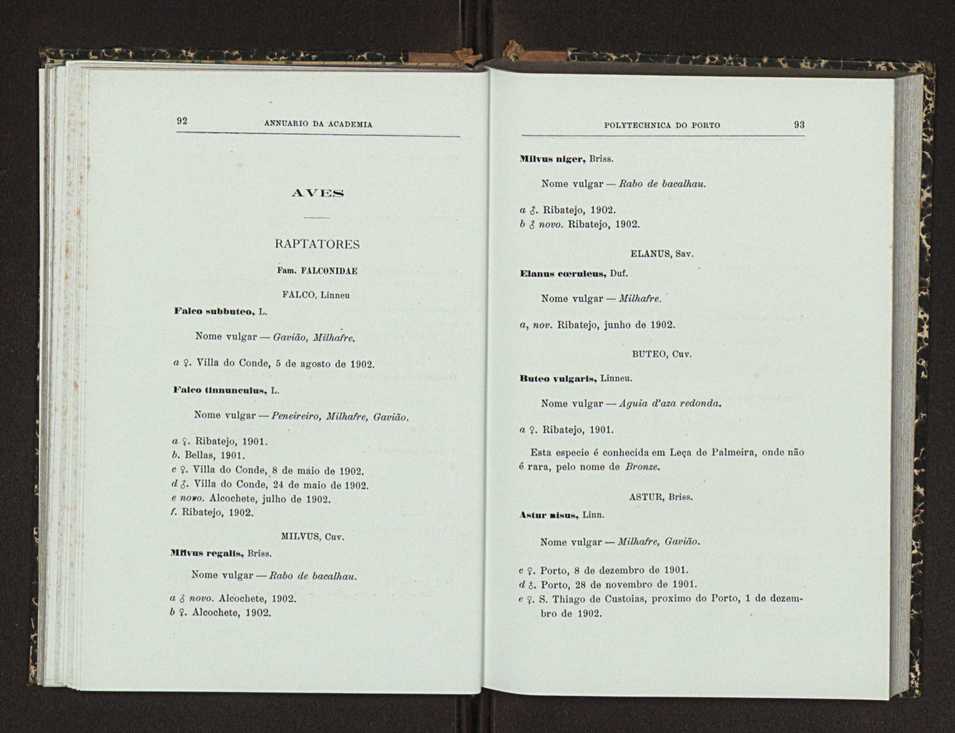 92
ANNUARIO DA ACADEMIA
AVES
RAPTATORES
Fam. FALCONIDAE
FALCO, Linneu
Falco subbuteo, L.
Nome vulgar — Gavião, Milhafre.
a ♀. Villa do Conde, 5 de agosto de 1902.
Falco tinnunculus, L.
Nome vulgar — Peneireiro, Milhafre, Gavião.
a ♀. Ribatejo, 1901.
b. Bellas, 1901.
c ♀. Villa do Conde, 8 de maio de 1902.
d ♂. Villa do Conde, 24 de maio de 1902.
e novo. Alcochete, julho de 1902.
f. Ribatejo, 1902.
MILVUS, Cuv.
Milvus regalis, Briss.
Nome vulgar — Rabo de bacalhau.
a ♂ novo. Alcochete, 1902.
b ♀. Alcochete, 1902.
POLYTECHNICA DO PORTO
93
Milvus niger, Briss.
Nome vulgar — Rabo de bacalhau.
a ♂. Ribatejo, 1902.
b ♂ novo. Ribatejo, 1902.
ELANUS, Sav.
Elanus cœruleus, Duf.
Nome vulgar — Milhafre.
a, nov. Ribatejo, junho de 1902.
BUTEO, Cuv.
Buteo vulgaris, Linneu.
Nome vulgar — Aguia d'aza redonda.
a ♀. Ribatejo, 1901.
Esta especie é conhecida em Leça de Palmeira, onde não
é rara, pelo nome de Bronze.
ASTUR, Briss.
Astur nisus, Linn.
Nome vulgar — Milhafre, Gavião.
c ♀. Porto, 8 de dezembro de 1901.
d ♂. Porto, 28 de novembro de 1901.
e ♀. S. Thiago de Custoias, proximo do Porto, 1 de dezem-
bro de 1902.